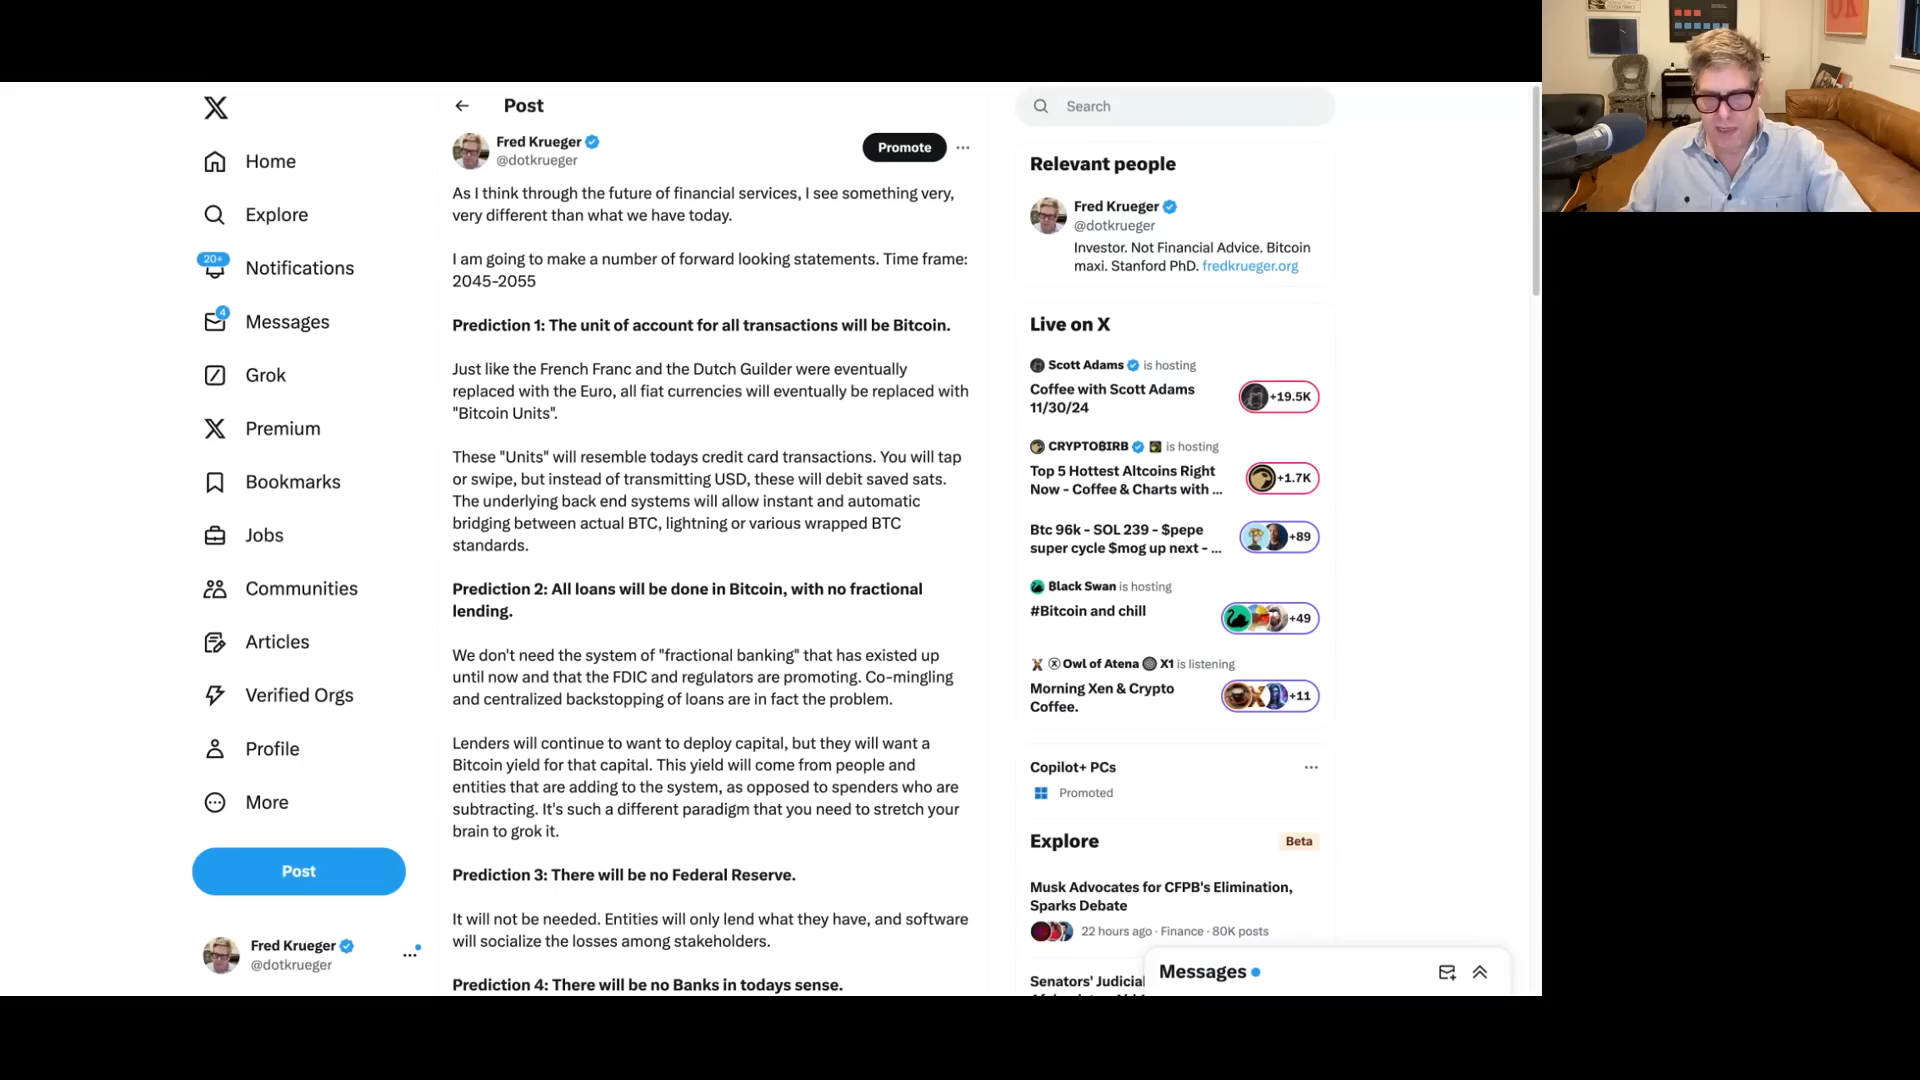 Home
Explore
20+
Notifications
4
Messages
Grok
Premium
Bookmarks
Jobs
Communities
Articles
Verified Orgs
Profile
More
Post
Fred Krueger
@dotkrueger
Post
Fred Krueger
@dotkrueger
Promote
As I think through the future of financial services, I see something very,
very different than what we have today.
I am going to make a number of forward looking statements. Time frame:
2045-2055
Prediction 1: The unit of account for all transactions will be Bitcoin.
Just like the French Franc and the Dutch Guilder were eventually
replaced with the Euro, all fiat currencies will eventually be replaced with
"Bitcoin Units".
These "Units" will resemble todays credit card transactions. You will tap
or swipe, but instead of transmitting USD, these will debit saved sats.
The underlying back end systems will allow instant and automatic
bridging between actual BTC, lightning or various wrapped BTC
standards.
Prediction 2: All loans will be done in Bitcoin, with no fractional
lending.
We don't need the system of "fractional banking" that has existed up
until now and that the FDIC and regulators are promoting. Co-mingling
and centralized backstopping of loans are in fact the problem.
Lenders will continue to want to deploy capital, but they will want a
Bitcoin yield for that capital. This yield will come from people and
entities that are adding to the system, as opposed to spenders who are
subtracting. It's such a different paradigm that you need to stretch your
brain to grok it.
Prediction 3: There will be no Federal Reserve.
It will not be needed. Entities will only lend what they have, and software
will socialize the losses among stakeholders.
Prediction 4: There will be no Banks in todays sense.
Search
Relevant people
Fred Krueger
@dotkrueger
Investor. Not Financial Advice. Bitcoin
maxi. Stanford PhD. fredkrueger.org
Live on X
Scott Adams is hosting
Coffee with Scott Adams
11/30/24
+19.5K
CRYPTOBIRB is hosting
Top 5 Hottest Altcoins Right
Now - Coffee & Charts with ...
+1.7K
Btc 96k - SOL 239 - $pepe
super cycle $mog up next - ...
+89
Black Swan is hosting
#Bitcoin and chill
+49
Owl of Atena X1 is listening
Morning Xen & Crypto
Coffee.
+11
Copilot+ PCs
Promoted
Explore
Beta
Musk Advocates for CFPB's Elimination,
Sparks Debate
22 hours ago · Finance · 80K posts
Senators' Judicial
Messages